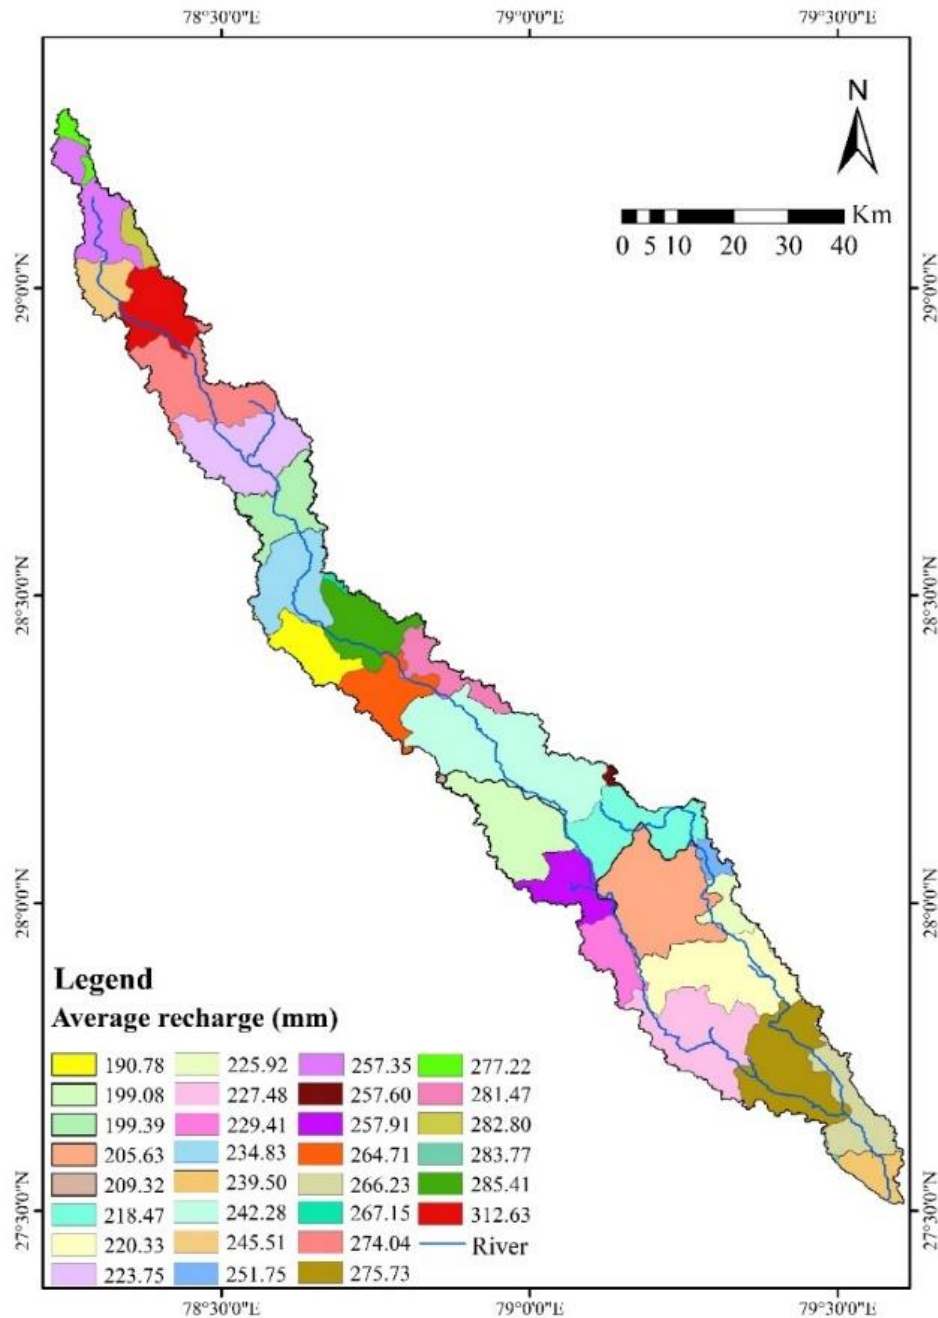 78°30'0"E 79°0'0"E 79°30'0"E
N
Km
0 5 10 20 30 40
29°0'0"N 29°0'0"N
28°30'0"N 28°30'0"N
28°0'0"N 28°0'0"N
27°30'0"N 27°30'0"N
Legend
Average recharge (mm)
190.78 225.92 257.35 277.22
199.08 227.48 257.60 281.47
199.39 229.41 257.91 282.80
205.63 234.83 264.71 283.77
209.32 239.50 266.23 285.41
218.47 242.28 267.15 312.63
220.33 245.51 274.04 River
223.75 251.75 275.73
78°30'0"E 79°0'0"E 79°30'0"E